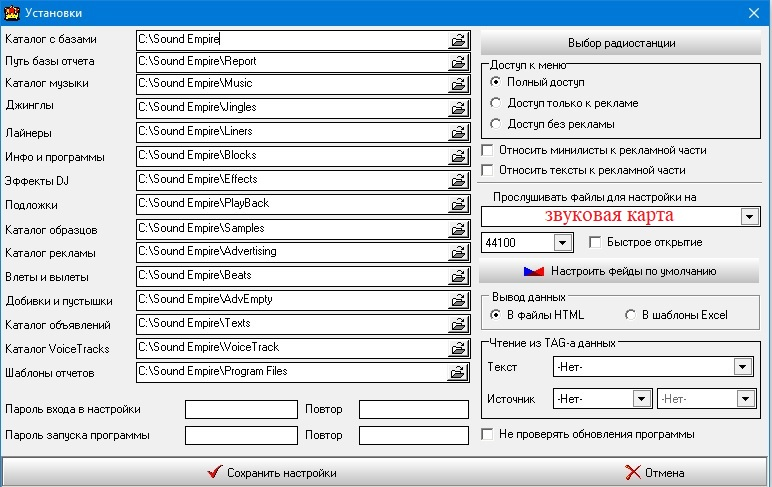 Установки
Каталог с базами C:\Sound Empire
Путь базы отчета C:\Sound Empire\Report
Каталог музыки C:\Sound Empire\Music
Джинглы C:\Sound Empire\Jingles
Лайнеры C:\Sound Empire\Liners
Инфо и программы C:\Sound Empire\Blocks
Эффекты DJ C:\Sound Empire\Effects
Подложки C:\Sound Empire\PlayBack
Каталог образцов C:\Sound Empire\Samples
Каталог рекламы C:\Sound Empire\Advertising
Влеты и вылеты C:\Sound Empire\Beats
Добивки и пустышки C:\Sound Empire\AdvEmpty
Каталог объявлений C:\Sound Empire\Texts
Каталог VoiceTracks C:\Sound Empire\VoiceTrack
Шаблоны отчетов C:\Sound Empire\Program Files
Пароль входа в настройки Повтор
Пароль запуска программы Повтор
Выбор радиостанции
Доступ к меню
Полный доступ
Доступ только к рекламе
Доступ без рекламы
Относить минилисты к рекламной части
Относить тексты к рекламной части
Прослушивать файлы для настройки на
звуковая карта
44100 Быстрое открытие
Настроить фейды по умолчанию
Вывод данных
В файлы HTML В шаблоны Excel
Чтение из TAG-а данных
Текст -Нет-
Источник -Нет- -Нет-
Не проверять обновления программы
Сохранить настройки Отмена